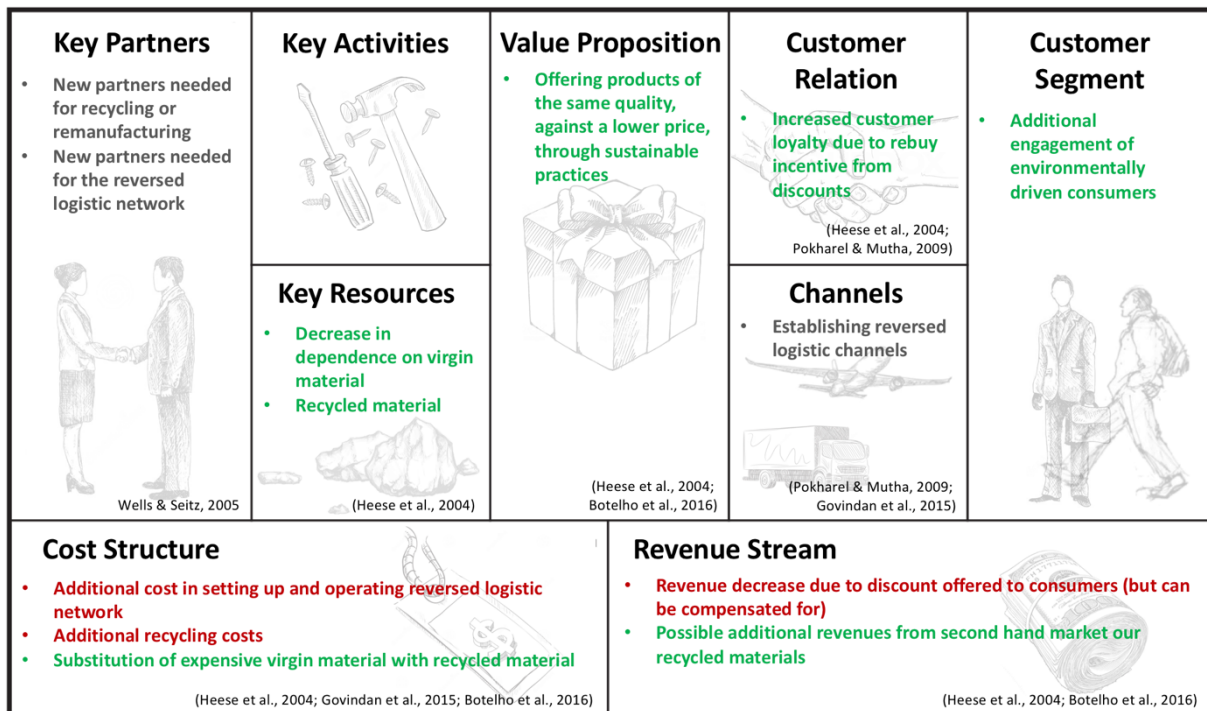 Key Partners
• New partners needed
for recycling or
remanufacturing
• New partners needed
for the reversed
logistic network
Wells & Seitz, 2005
Key Activities
Key Resources
• Decrease in
dependence on virgin
material
• Recycled material
(Heese et al., 2004)
Value Proposition
• Offering products of
the same quality,
against a lower price,
through sustainable
practices
(Heese et al., 2004;
Botelho et al., 2016)
Customer
Relation
• Increased customer
loyalty due to rebuy
incentive from
discounts
(Heese et al., 2004;
Pokharel & Mutha, 2009)
Channels
• Establishing reversed
logistic channels
(Pokharel & Mutha, 2009;
Govindan et al., 2015)
Customer
Segment
• Additional
engagement of
environmentally
driven consumers
Cost Structure
• Additional cost in setting up and operating reversed logistic
network
• Additional recycling costs
• Substitution of expensive virgin material with recycled material
$
(Heese et al., 2004; Govindan et al., 2015; Botelho et al., 2016)
Revenue Stream
• Revenue decrease due to discount offered to consumers (but can
be compensated for)
• Possible additional revenues from second hand market our
recycled materials
(Heese et al., 2004; Botelho et al., 2016)